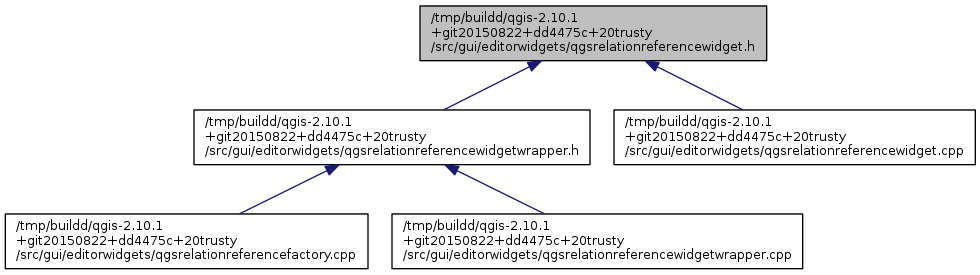 /tmp/buildd/qgis-2.10.1
+git20150822+dd4475c+20trusty
/src/gui/editorwidgets/qgsrelationreferencewidget.h
/tmp/buildd/qgis-2.10.1
+git20150822+dd4475c+20trusty
/src/gui/editorwidgets/qgsrelationreferencewidgetwrapper.h
/tmp/buildd/qgis-2.10.1
+git20150822+dd4475c+20trusty
/src/gui/editorwidgets/qgsrelationreferencewidget.cpp
/tmp/buildd/qgis-2.10.1
+git20150822+dd4475c+20trusty
/src/gui/editorwidgets/qgsrelationreferencefactory.cpp
/tmp/buildd/qgis-2.10.1
+git20150822+dd4475c+20trusty
/src/gui/editorwidgets/qgsrelationreferencewidgetwrapper.cpp